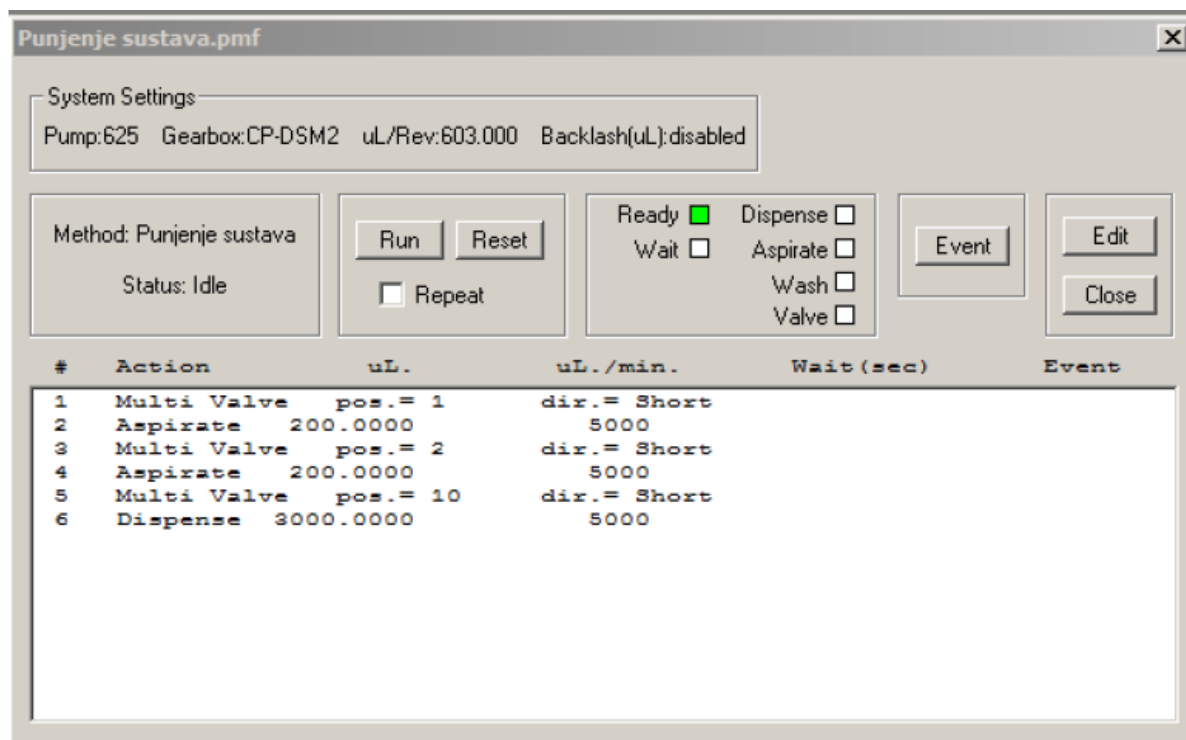 Punjenje sustava.pmf
System Settings
Pump:625 Gearbox:CP-DSM2 uL/Rev:603.000 Backlash(uL):disabled
Method: Punjenje sustava
Status: Idle
Run Reset
Repeat
Ready Dispense
Wait Aspirate
Wash
Valve
Event
Edit
Close
# Action uL. uL./min. Wait(sec) Event
1 Multi Valve pos.= 1 dir.= Short
2 Aspirate 200.0000 5000
3 Multi Valve pos.= 2 dir.= Short
4 Aspirate 200.0000 5000
5 Multi Valve pos.= 10 dir.= Short
6 Dispense 3000.0000 5000